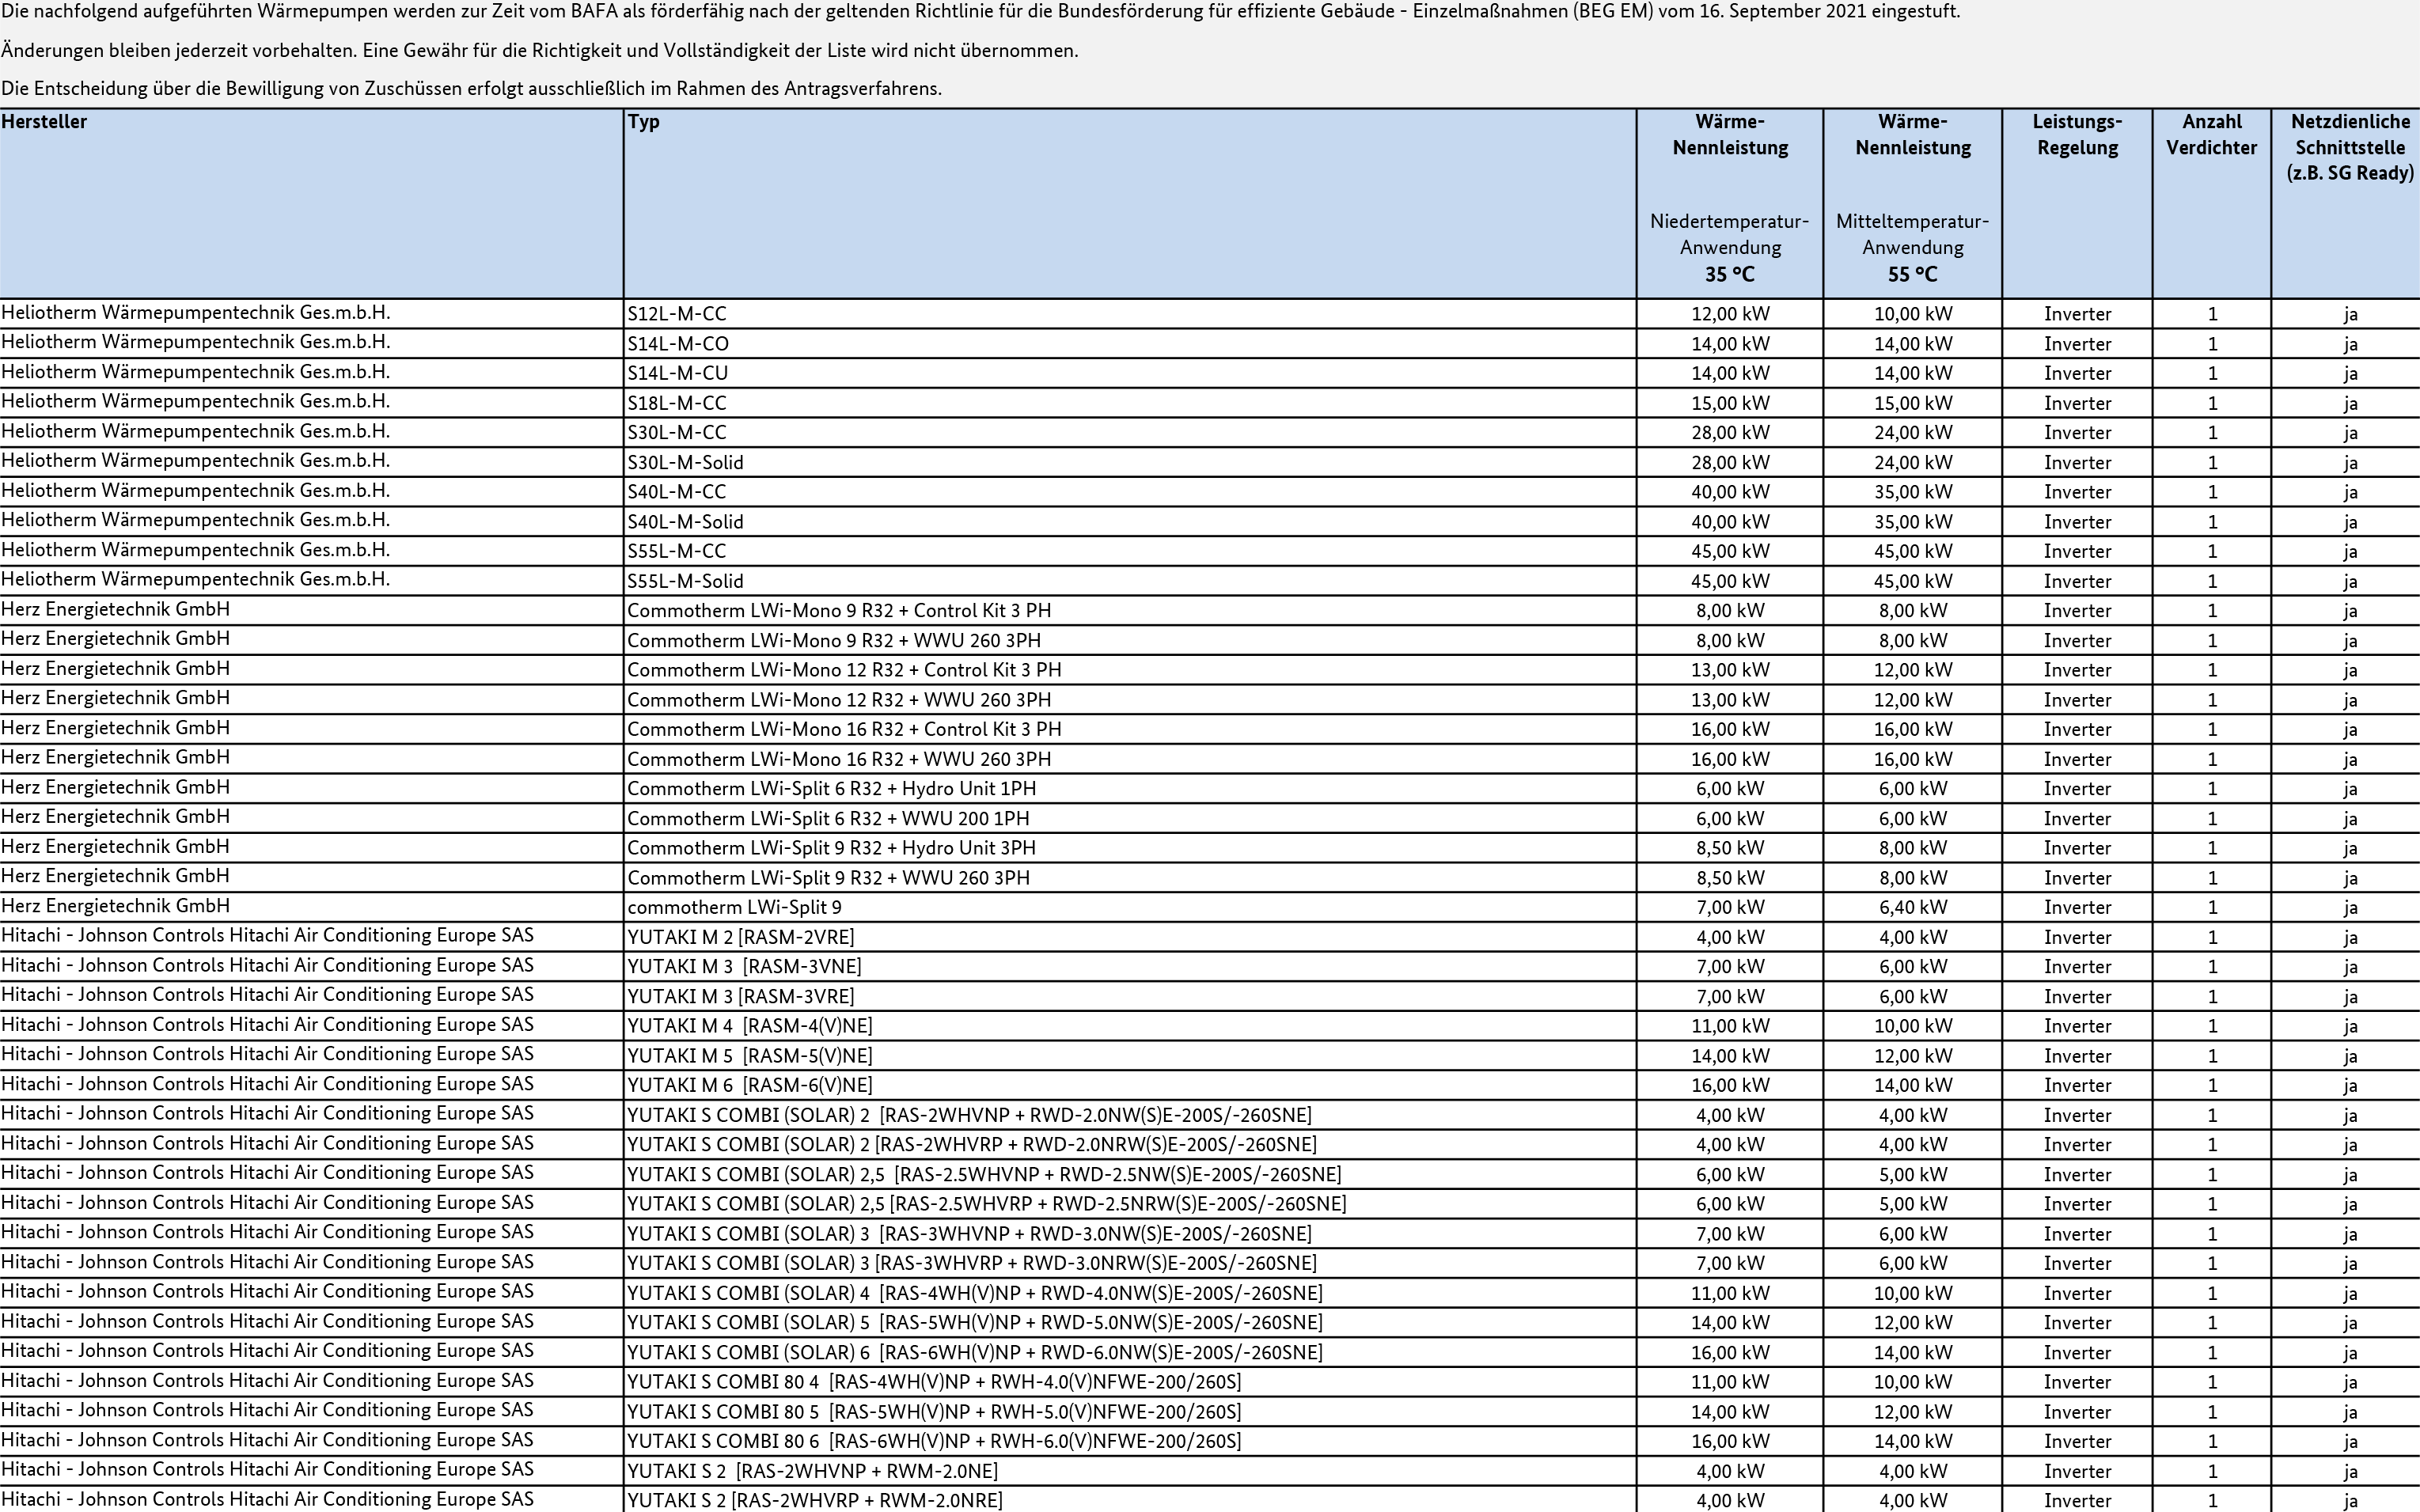 Die nachfolgend aufgeführten Wärmepumpen werden zur Zeit vom BAFA als förderfähig nach der geltenden Richtlinie für die Bundesförderung für effiziente Gebäude - Einzelmaßnahmen (BEG EM) vom 16. September 2021 eingestuft.
Änderungen bleiben jederzeit vorbehalten. Eine Gewähr für die Richtigkeit und Vollständigkeit der Liste wird nicht übernommen.
Die Entscheidung über die Bewilligung von Zuschüssen erfolgt ausschließlich im Rahmen des Antragsverfahrens.
Hersteller Typ Wärme- Wärme- Leistungs- Anzahl Netzdienliche
Nennleistung Nennleistung Regelung Verdichter Schnittstelle
(z.B. SG Ready)
Niedertemperatur- Mitteltemperatur-
Anwendung Anwendung
35 °C 55 °C
Heliotherm Wärmepumpentechnik Ges.m.b.H. S12L-M-CC 12,00 kW 10,00 kW Inverter 1 ja
Heliotherm Wärmepumpentechnik Ges.m.b.H. S14L-M-CO 14,00 kW 14,00 kW Inverter 1 ja
Heliotherm Wärmepumpentechnik Ges.m.b.H. S14L-M-CU 14,00 kW 14,00 kW Inverter 1 ja
Heliotherm Wärmepumpentechnik Ges.m.b.H. S18L-M-CC 15,00 kW 15,00 kW Inverter 1 ja
Heliotherm Wärmepumpentechnik Ges.m.b.H. S30L-M-CC 28,00 kW 24,00 kW Inverter 1 ja
Heliotherm Wärmepumpentechnik Ges.m.b.H. S30L-M-Solid 28,00 kW 24,00 kW Inverter 1 ja
Heliotherm Wärmepumpentechnik Ges.m.b.H. S40L-M-CC 40,00 kW 35,00 kW Inverter 1 ja
Heliotherm Wärmepumpentechnik Ges.m.b.H. S40L-M-Solid 40,00 kW 35,00 kW Inverter 1 ja
Heliotherm Wärmepumpentechnik Ges.m.b.H. S55L-M-CC 45,00 kW 45,00 kW Inverter 1 ja
Heliotherm Wärmepumpentechnik Ges.m.b.H. S55L-M-Solid 45,00 kW 45,00 kW Inverter 1 ja
Herz Energietechnik GmbH Commotherm LWi-Mono 9 R32 + Control Kit 3 PH 8,00 kW 8,00 kW Inverter 1 ja
Herz Energietechnik GmbH Commotherm LWi-Mono 9 R32 + WWU 260 3PH 8,00 kW 8,00 kW Inverter 1 ja
Herz Energietechnik GmbH Commotherm LWi-Mono 12 R32 + Control Kit 3 PH 13,00 kW 12,00 kW Inverter 1 ja
Herz Energietechnik GmbH Commotherm LWi-Mono 12 R32 + WWU 260 3PH 13,00 kW 12,00 kW Inverter 1 ja
Herz Energietechnik GmbH Commotherm LWi-Mono 16 R32 + Control Kit 3 PH 16,00 kW 16,00 kW Inverter 1 ja
Herz Energietechnik GmbH Commotherm LWi-Mono 16 R32 + WWU 260 3PH 16,00 kW 16,00 kW Inverter 1 ja
Herz Energietechnik GmbH Commotherm LWi-Split 6 R32 + Hydro Unit 1PH 6,00 kW 6,00 kW Inverter 1 ja
Herz Energietechnik GmbH Commotherm LWi-Split 6 R32 + WWU 200 1PH 6,00 kW 6,00 kW Inverter 1 ja
Herz Energietechnik GmbH Commotherm LWi-Split 9 R32 + Hydro Unit 3PH 8,50 kW 8,00 kW Inverter 1 ja
Herz Energietechnik GmbH Commotherm LWi-Split 9 R32 + WWU 260 3PH 8,50 kW 8,00 kW Inverter 1 ja
Herz Energietechnik GmbH commotherm LWi-Split 9 7,00 kW 6,40 kW Inverter 1 ja
Hitachi - Johnson Controls Hitachi Air Conditioning Europe SAS YUTAKI M 2 [RASM-2VRE] 4,00 kW 4,00 kW Inverter 1 ja
Hitachi - Johnson Controls Hitachi Air Conditioning Europe SAS YUTAKI M 3 [RASM-3VNE] 7,00 kW 6,00 kW Inverter 1 ja
Hitachi - Johnson Controls Hitachi Air Conditioning Europe SAS YUTAKI M 3 [RASM-3VRE] 7,00 kW 6,00 kW Inverter 1 ja
Hitachi - Johnson Controls Hitachi Air Conditioning Europe SAS YUTAKI M 4 [RASM-4(V)NE] 11,00 kW 10,00 kW Inverter 1 ja
Hitachi - Johnson Controls Hitachi Air Conditioning Europe SAS YUTAKI M 5 [RASM-5(V)NE] 14,00 kW 12,00 kW Inverter 1 ja
Hitachi - Johnson Controls Hitachi Air Conditioning Europe SAS YUTAKI M 6 [RASM-6(V)NE] 16,00 kW 14,00 kW Inverter 1 ja
Hitachi - Johnson Controls Hitachi Air Conditioning Europe SAS YUTAKI S COMBI (SOLAR) 2 [RAS-2WHVNP + RWD-2.0NW(S)E-200S/-260SNE] 4,00 kW 4,00 kW Inverter 1 ja
Hitachi - Johnson Controls Hitachi Air Conditioning Europe SAS YUTAKI S COMBI (SOLAR) 2 [RAS-2WHVRP + RWD-2.0NRW(S)E-200S/-260SNE] 4,00 kW 4,00 kW Inverter 1 ja
Hitachi - Johnson Controls Hitachi Air Conditioning Europe SAS YUTAKI S COMBI (SOLAR) 2,5 [RAS-2.5WHVNP + RWD-2.5NW(S)E-200S/-260SNE] 6,00 kW 5,00 kW Inverter 1 ja
Hitachi - Johnson Controls Hitachi Air Conditioning Europe SAS YUTAKI S COMBI (SOLAR) 2,5 [RAS-2.5WHVRP + RWD-2.5NRW(S)E-200S/-260SNE] 6,00 kW 5,00 kW Inverter 1 ja
Hitachi - Johnson Controls Hitachi Air Conditioning Europe SAS YUTAKI S COMBI (SOLAR) 3 [RAS-3WHVNP + RWD-3.0NW(S)E-200S/-260SNE] 7,00 kW 6,00 kW Inverter 1 ja
Hitachi - Johnson Controls Hitachi Air Conditioning Europe SAS YUTAKI S COMBI (SOLAR) 3 [RAS-3WHVRP + RWD-3.0NRW(S)E-200S/-260SNE] 7,00 kW 6,00 kW Inverter 1 ja
Hitachi - Johnson Controls Hitachi Air Conditioning Europe SAS YUTAKI S COMBI (SOLAR) 4 [RAS-4WH(V)NP + RWD-4.0NW(S)E-200S/-260SNE] 11,00 kW 10,00 kW Inverter 1 ja
Hitachi - Johnson Controls Hitachi Air Conditioning Europe SAS YUTAKI S COMBI (SOLAR) 5 [RAS-5WH(V)NP + RWD-5.0NW(S)E-200S/-260SNE] 14,00 kW 12,00 kW Inverter 1 ja
Hitachi - Johnson Controls Hitachi Air Conditioning Europe SAS YUTAKI S COMBI (SOLAR) 6 [RAS-6WH(V)NP + RWD-6.0NW(S)E-200S/-260SNE] 16,00 kW 14,00 kW Inverter 1 ja
Hitachi - Johnson Controls Hitachi Air Conditioning Europe SAS YUTAKI S COMBI 80 4 [RAS-4WH(V)NP + RWH-4.0(V)NFWE-200/260S] 11,00 kW 10,00 kW Inverter 1 ja
Hitachi - Johnson Controls Hitachi Air Conditioning Europe SAS YUTAKI S COMBI 80 5 [RAS-5WH(V)NP + RWH-5.0(V)NFWE-200/260S] 14,00 kW 12,00 kW Inverter 1 ja
Hitachi - Johnson Controls Hitachi Air Conditioning Europe SAS YUTAKI S COMBI 80 6 [RAS-6WH(V)NP + RWH-6.0(V)NFWE-200/260S] 16,00 kW 14,00 kW Inverter 1 ja
Hitachi - Johnson Controls Hitachi Air Conditioning Europe SAS YUTAKI S 2 [RAS-2WHVNP + RWM-2.0NE] 4,00 kW 4,00 kW Inverter 1 ja
Hitachi - Johnson Controls Hitachi Air Conditioning Europe SAS YUTAKI S 2 [RAS-2WHVRP + RWM-2.0NRE] 4,00 kW 4,00 kW Inverter 1 ja